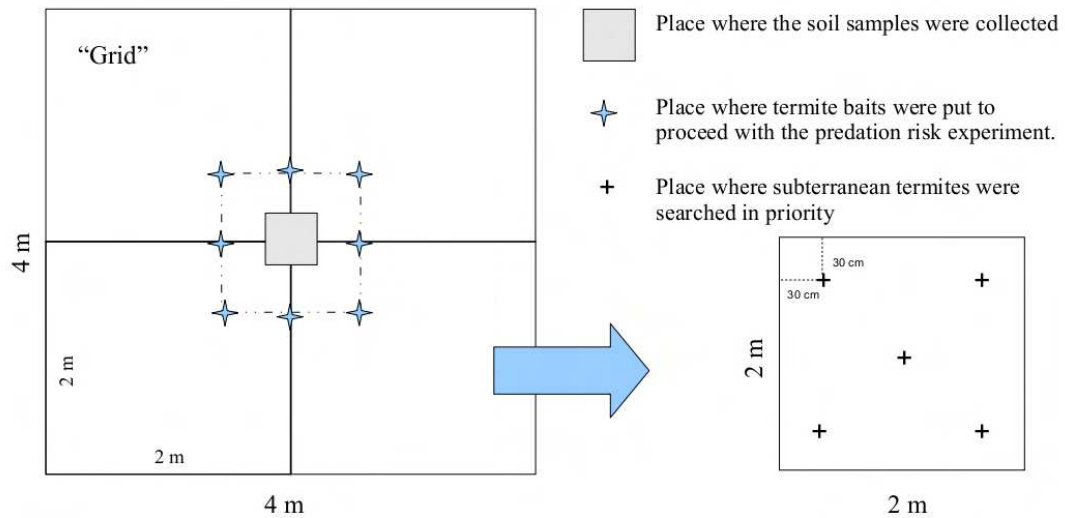 “Grid”
4 m
2 m
2 m
4 m
Place where the soil samples were collected
Place where termite baits were put to
proceed with the predation risk experiment.
Place where subterranean termites were
searched in priority
30 cm
30 cm
2 m
2 m